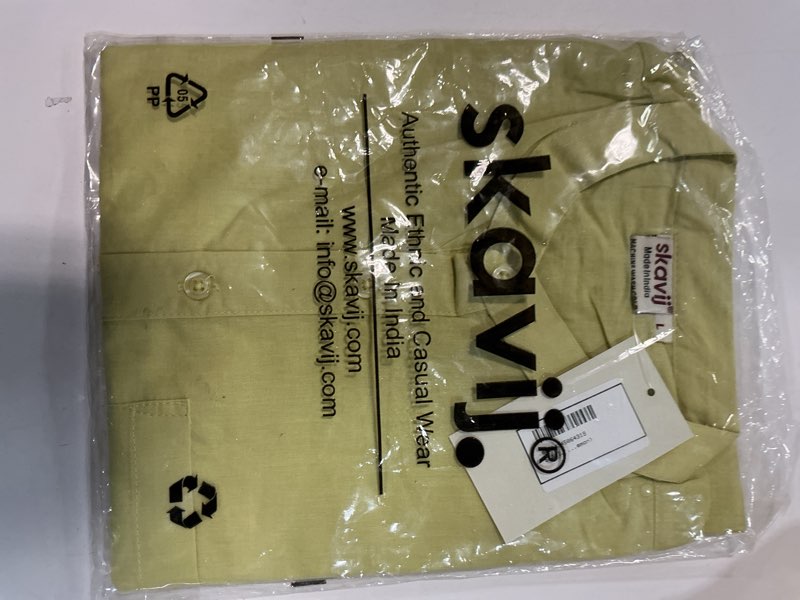 skavij®
Authentic Ethnic and Casual Wear
Made In India
www.skavij.com
e-mail: info@skavij.com
05
PP
skavij®
Made in India
L